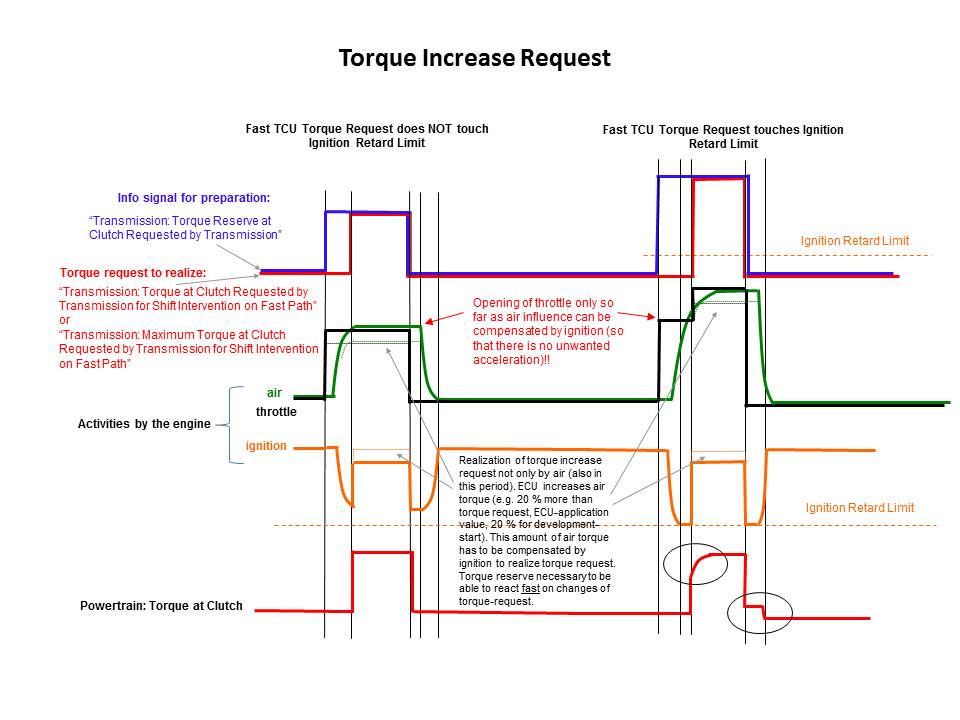 Torque Increase Request
Fast TCU Torque Request does NOT touch
Ignition Retard Limit
Fast TCU Torque Request touches Ignition
Retard Limit
Info signal for preparation:
“Transmission: Torque Reserve at
Clutch Requested by Transmission”
Ignition Retard Limit
Torque request to realize:
“Transmission: Torque at Clutch Requested by
Transmission for Shift Intervention on Fast Path”
or
“Transmission: Maximum Torque at Clutch
Requested by Transmission for Shift Intervention
on Fast Path”
Opening of throttle only so
far as air influence can be
compensated by ignition (so
that there is no unwanted
acceleration)!!
air
throttle
Activities by the engine
ignition
Realization of torque increase
request not only by air (also in
this period). ECU increases air
torque (e.g. 20 % more than
torque request, ECU-application
value, 20 % for development-
start). This amount of air torque
has to be compensated by
ignition to realize torque request.
Torque reserve necessary to be
able to react fast on changes of
torque-request.
Ignition Retard Limit
Powertrain: Torque at Clutch